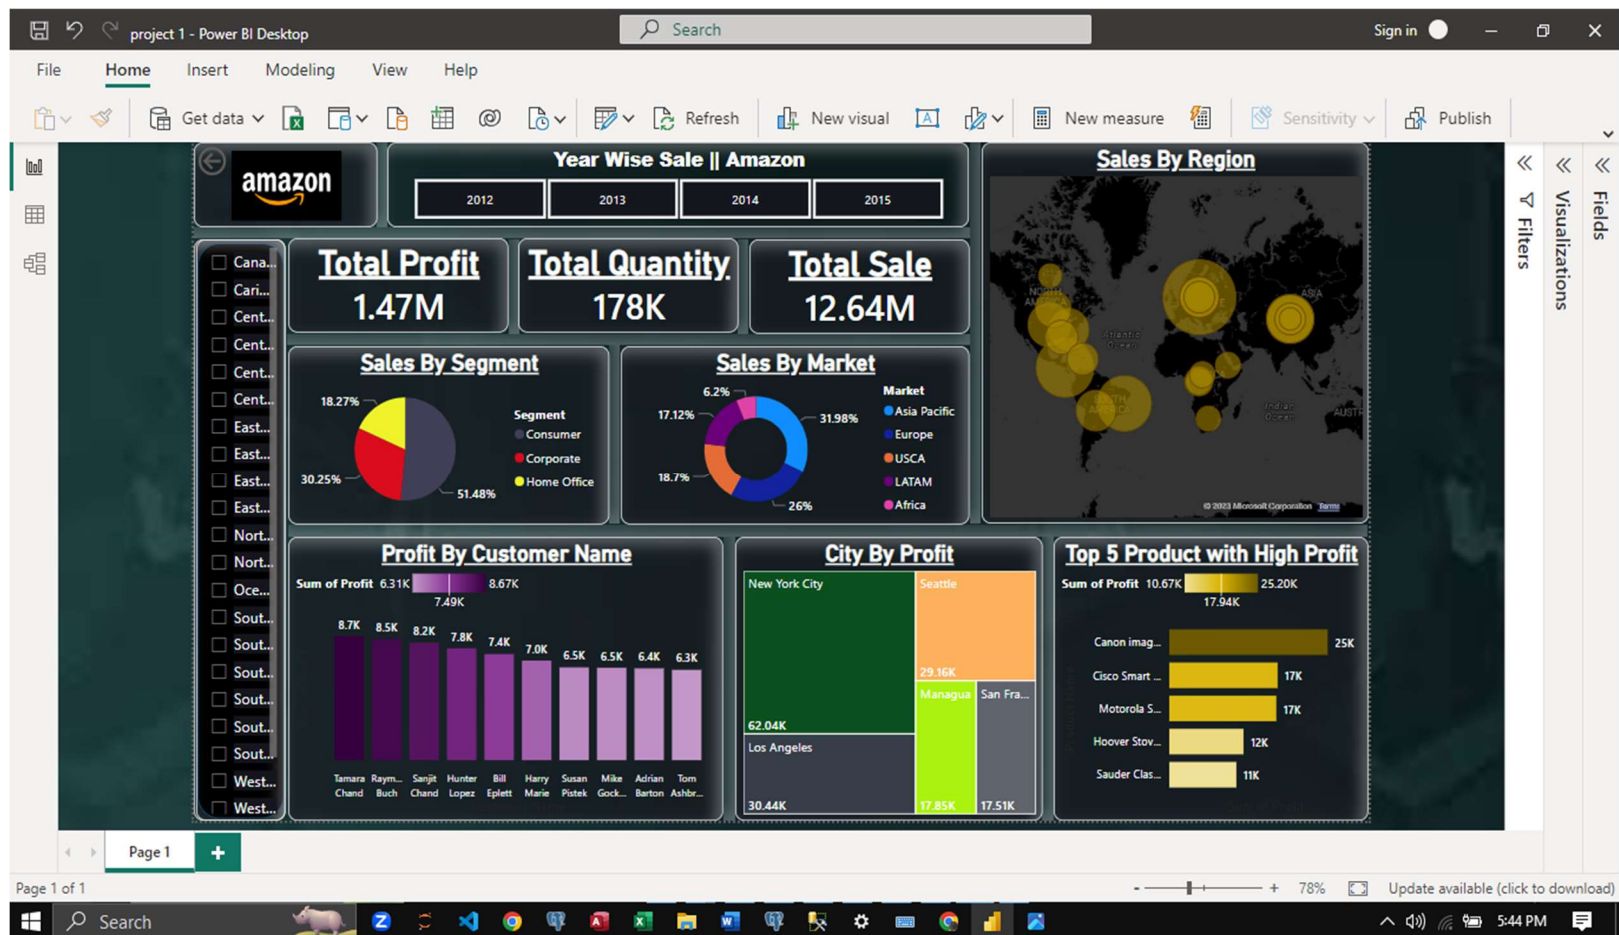 project 1 - Power BI Desktop
Search
Sign in
File Home Insert Modeling View Help
Get data
Refresh
New visual
New measure
Sensitivity
Publish
amazon
Year Wise Sale || Amazon
2012 2013 2014 2015
Sales By Region
NORTH
AMERICA
Atlantic
Ocean
ASIA
SOUTH
AMERICA
Indian
Ocean
AUST
© 2023 Microsoft Corporation Terms
Filters
Visualizations
Fields
Cana...
Cari...
Cent...
Cent...
Cent...
Cent...
East...
East...
East...
East...
Nort...
Nort...
Oce...
Sout...
Sout...
Sout...
Sout...
Sout...
Sout...
West...
West...
Total Profit
1.47M
Total Quantity
178K
Total Sale
12.64M
Sales By Segment
18.27%
30.25%
51.48%
Segment
Consumer
Corporate
Home Office
Sales By Market
6.2%
17.12%
18.7%
31.98%
26%
Market
Asia Pacific
Europe
USCA
LATAM
Africa
Profit By Customer Name
Sum of Profit 6.31K 8.67K
7.49K
8.7K 8.5K 8.2K 7.8K 7.4K 7.0K 6.5K 6.5K 6.4K 6.3K
Tamara Raym... Sanjit Hunter Bill Harry Susan Mike Adrian Tom
Chand Buch Chand Lopez Eplett Marie Pistek Gock... Barton Ashbr...
City By Profit
New York City
62.04K
Los Angeles
30.44K
Seattle
29.16K
Managua
17.85K
San Fra...
17.51K
Top 5 Product with High Profit
Sum of Profit 10.67K 25.20K
17.94K
Canon imag... 25K
Cisco Smart ... 17K
Motorola S... 17K
Hoover Stov... 12K
Sauder Clas... 11K
Page 1
Page 1 of 1
- + 78%
Update available (click to download)
Search
5:44 PM